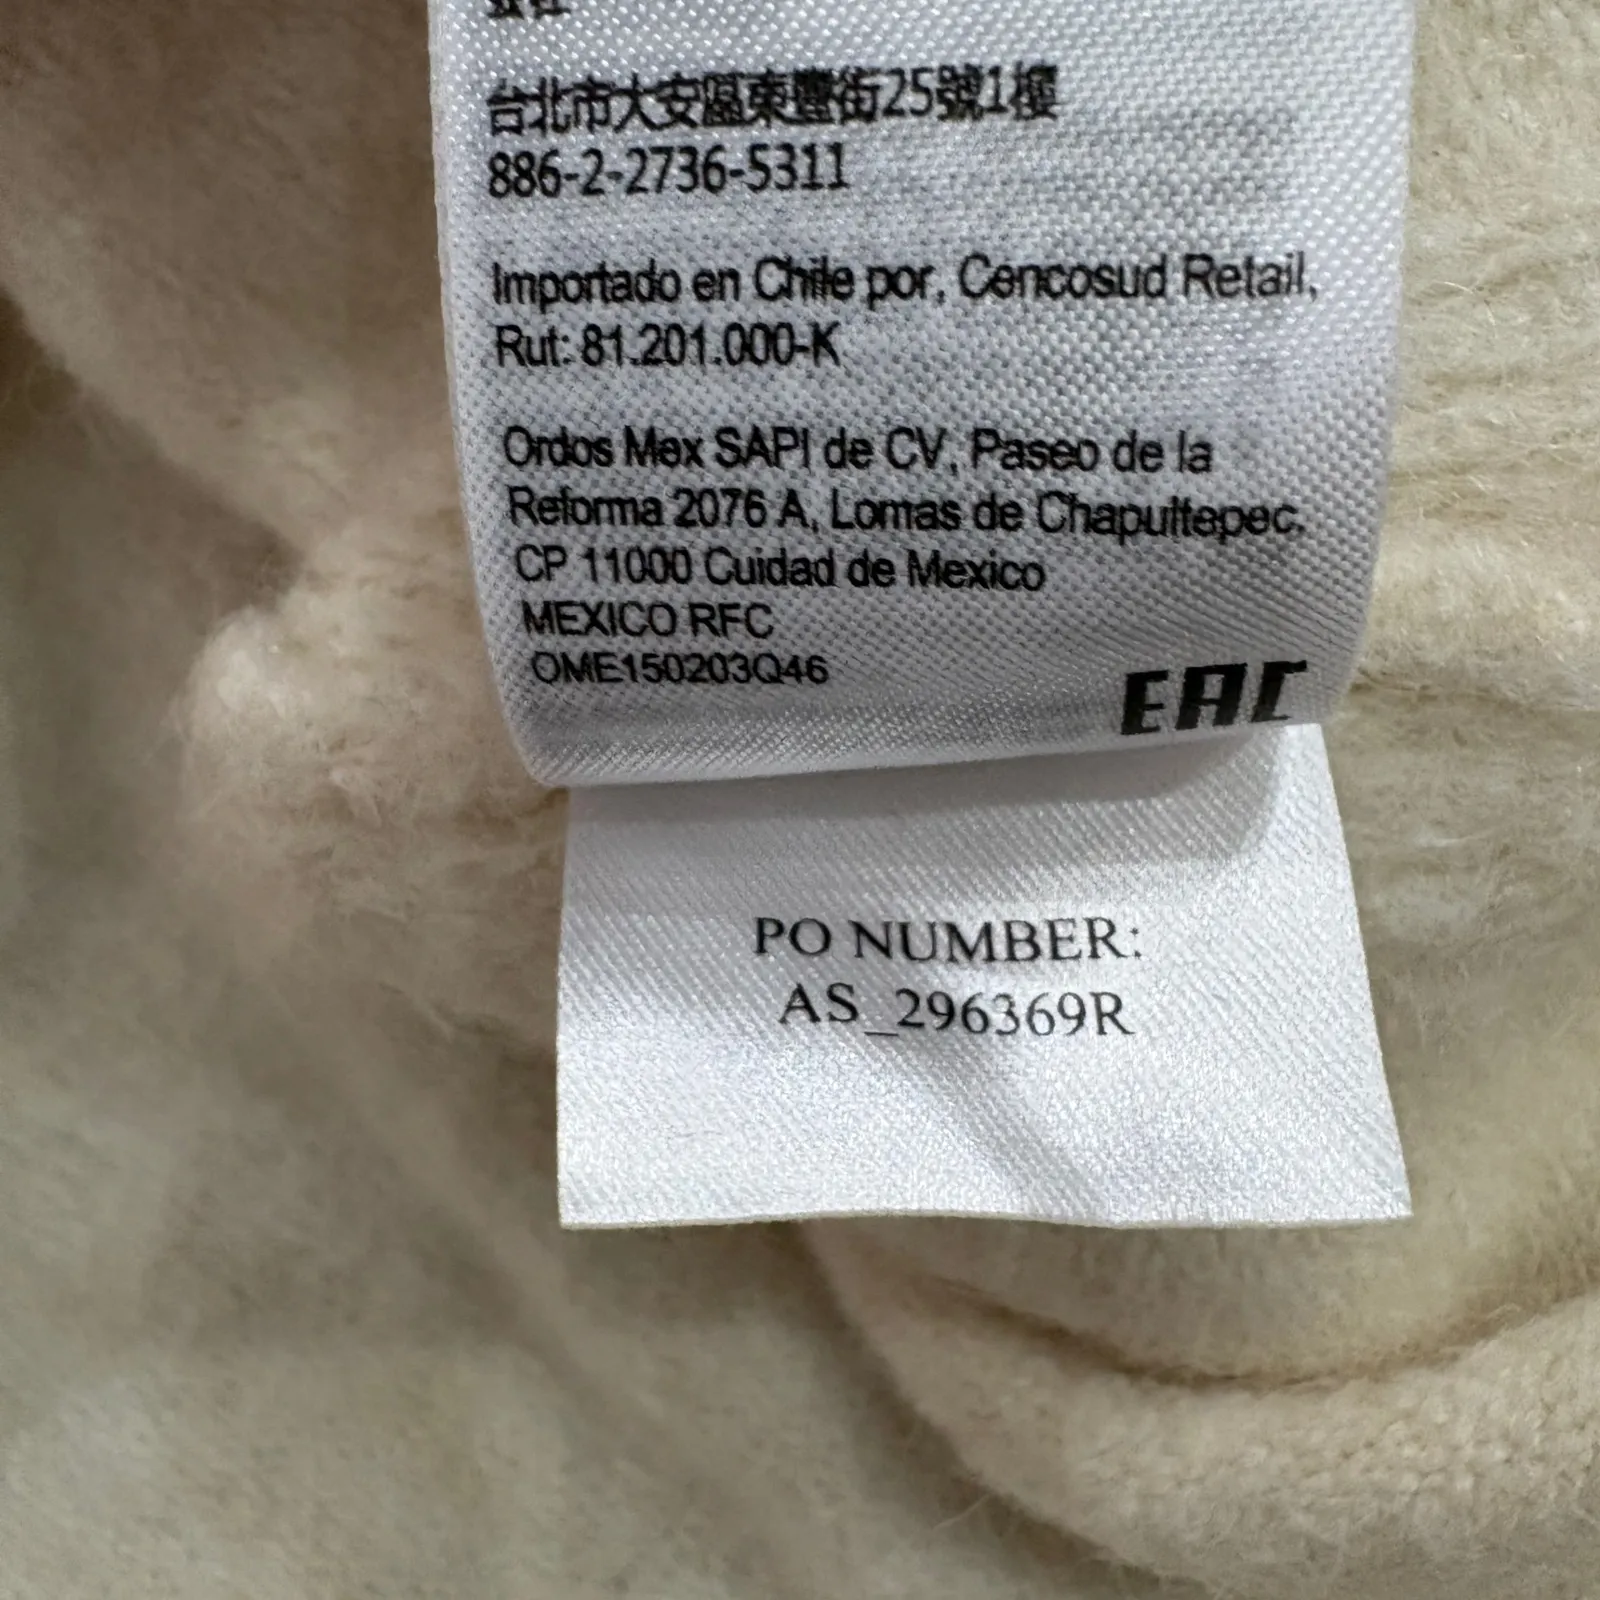 台北市大安區東豐街25號1樓
886-2-2736-5311
Importado en Chile por, Cencosud Retail,
Rut: 81.201.000-K
Ordos Mex SAPI de CV, Paseo de la
Reforma 2076 A, Lomas de Chapultepec.
CP 11000 Cuidad de Mexico
MEXICO RFC
OME150203Q46
EAC
PO NUMBER:
AS_296369R